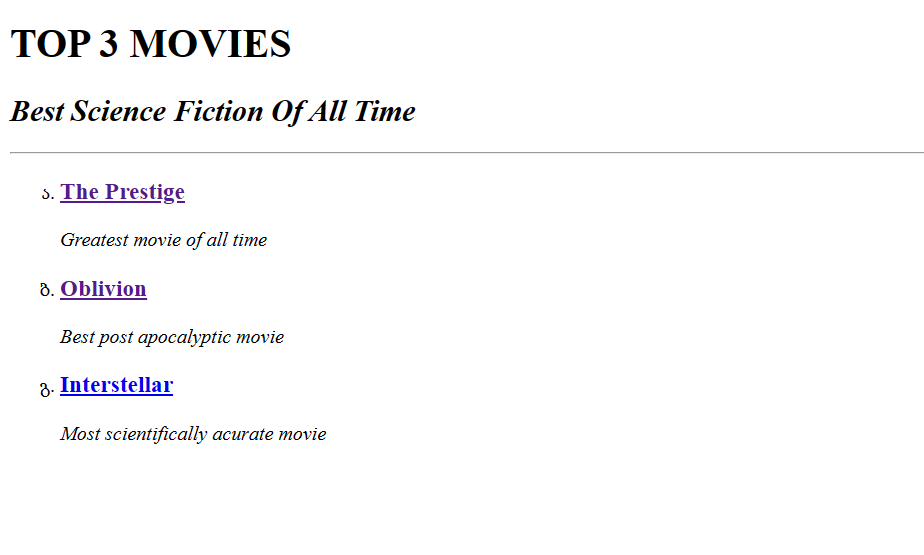 TOP 3 MOVIES
Best Science Fiction Of All Time
ა. The Prestige
Greatest movie of all time
ბ. Oblivion
Best post apocalyptic movie
გ. Interstellar
Most scientifically acurate movie